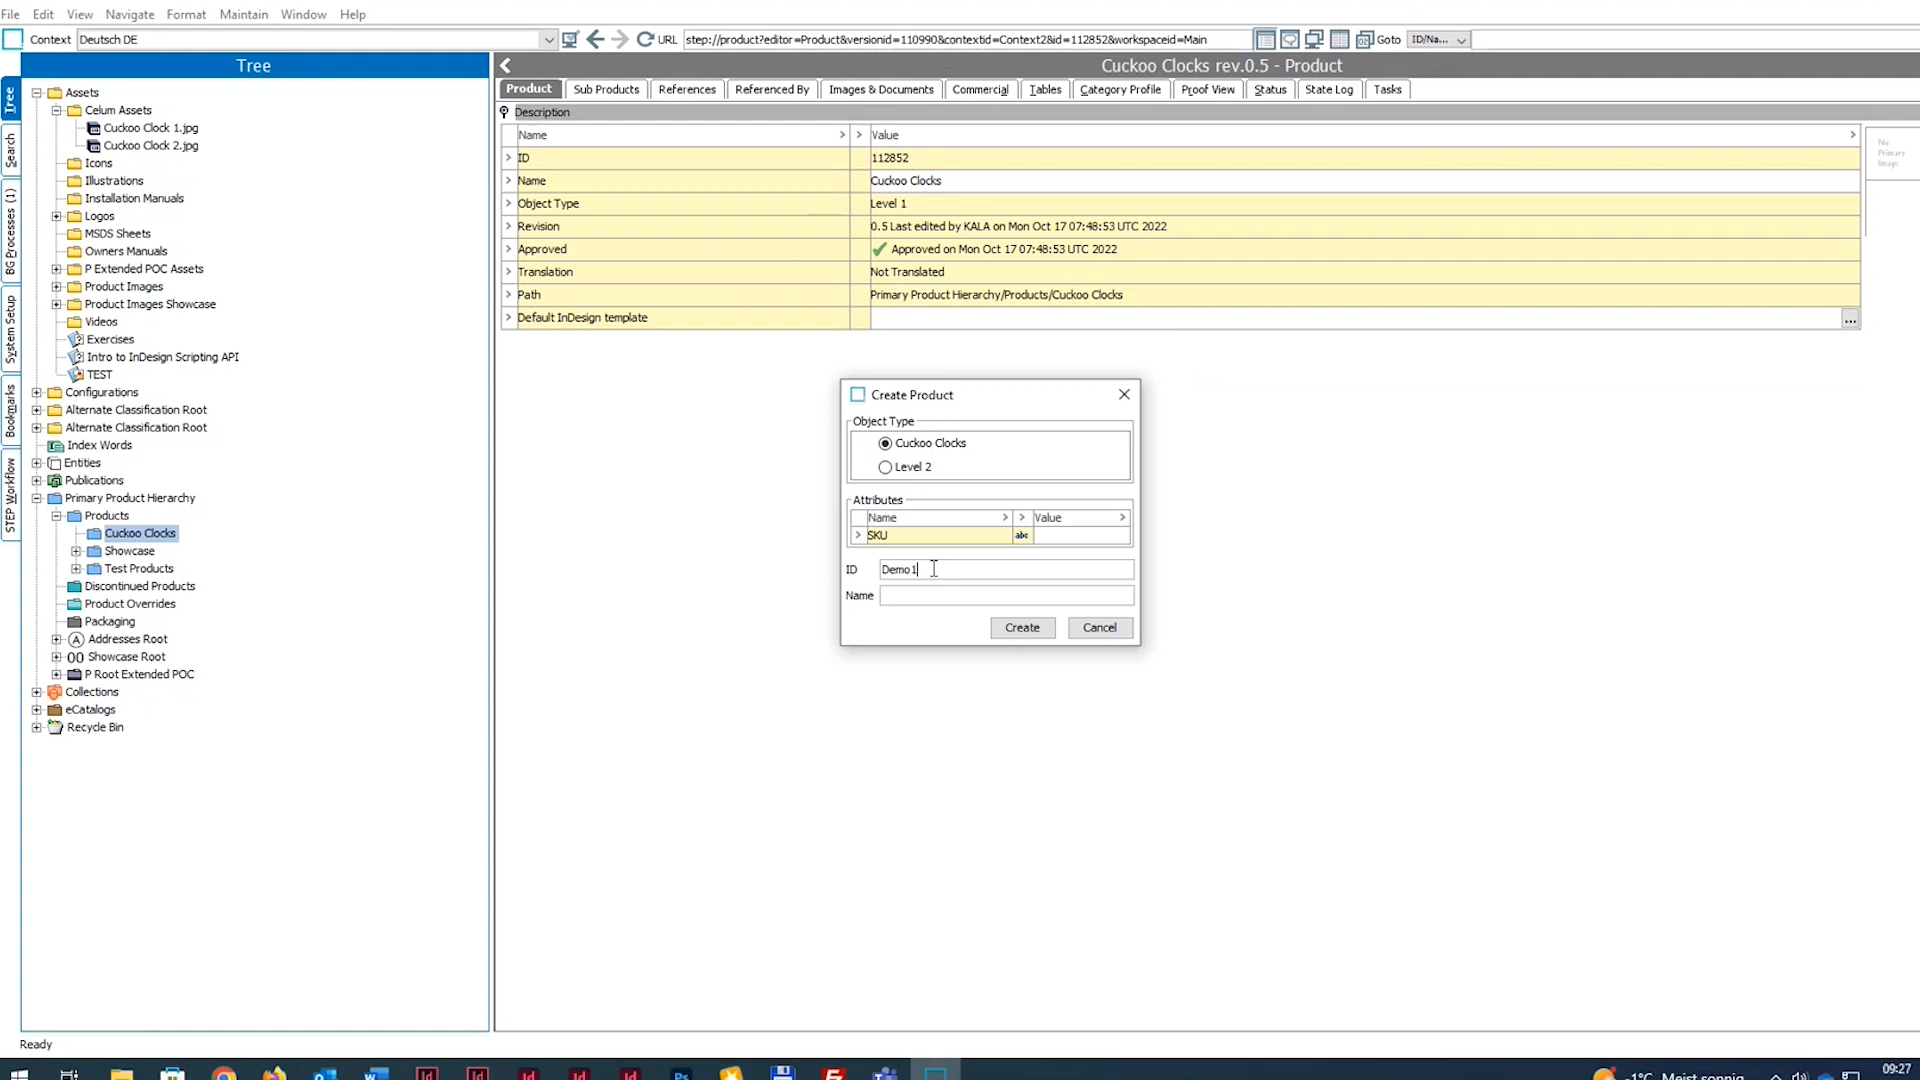 File Edit View Navigate Format Maintain Window Help
Context Deutsch DE URL step://product?editor=Product&versionid=110990&contextid=Context2&id=112852&workspaceid=Main Goto ID/Na...
Tree
Cuckoo Clocks rev.0.5 - Product
Tree
Search
BG Processes (1)
System Setup
Bookmarks
STEP Workflow
Assets
Celum Assets
Cuckoo Clock 1.jpg
Cuckoo Clock 2.jpg
Icons
Illustrations
Installation Manuals
Logos
MSDS Sheets
Owners Manuals
P Extended POC Assets
Product Images
Product Images Showcase
Videos
Exercises
Intro to InDesign Scripting API
TEST
Configurations
Alternate Classification Root
Alternate Classification Root
Index Words
Entities
Publications
Primary Product Hierarchy
Products
Cuckoo Clocks
Showcase
Test Products
Discontinued Products
Product Overrides
Packaging
Addresses Root
Showcase Root
P Root Extended POC
Collections
eCatalogs
Recycle Bin
Product Sub Products References Referenced By Images & Documents Commercial Tables Category Profile Proof View Status State Log Tasks
Description
Name Value
ID 112852
Name Cuckoo Clocks
Object Type Level 1
Revision 0.5 Last edited by KALA on Mon Oct 17 07:48:53 UTC 2022
Approved Approved on Mon Oct 17 07:48:53 UTC 2022
Translation Not Translated
Path Primary Product Hierarchy/Products/Cuckoo Clocks
Default InDesign template ...
No
Primary
Image
Create Product
Object Type
Cuckoo Clocks
Level 2
Attributes
Name Value
SKU abc
ID Demo1
Name
Create Cancel
Ready
-1°C Meist sonnig 09:27